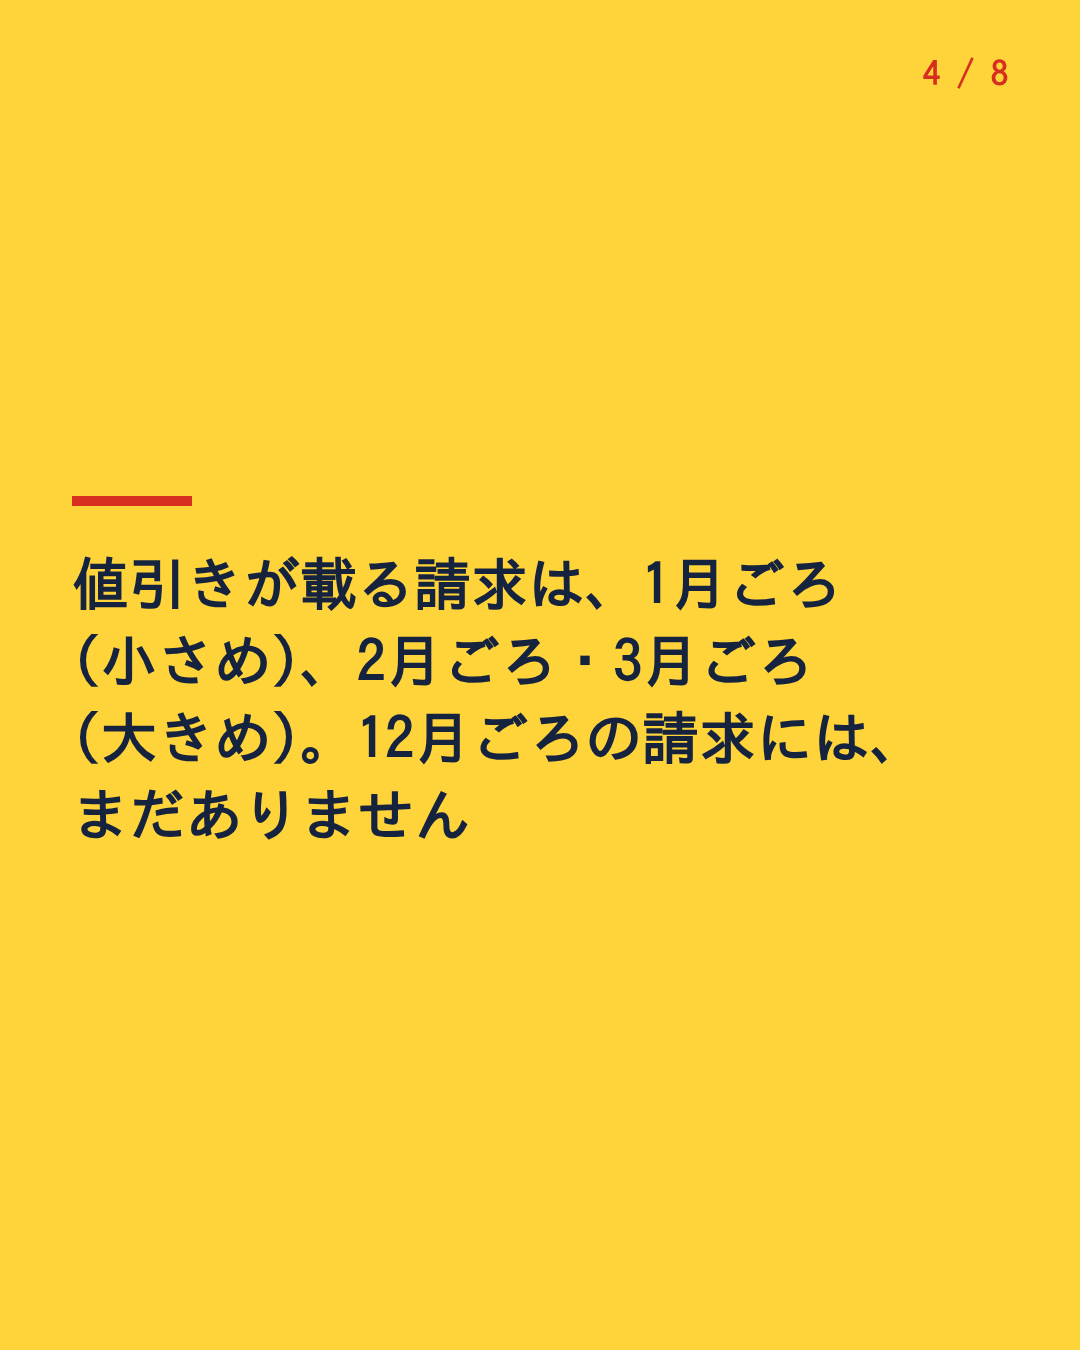 4 / 8
値引きが載る請求は、1月ごろ
(小さめ)、2月ごろ・3月ごろ
(大きめ)。12月ごろの請求には、
まだありません